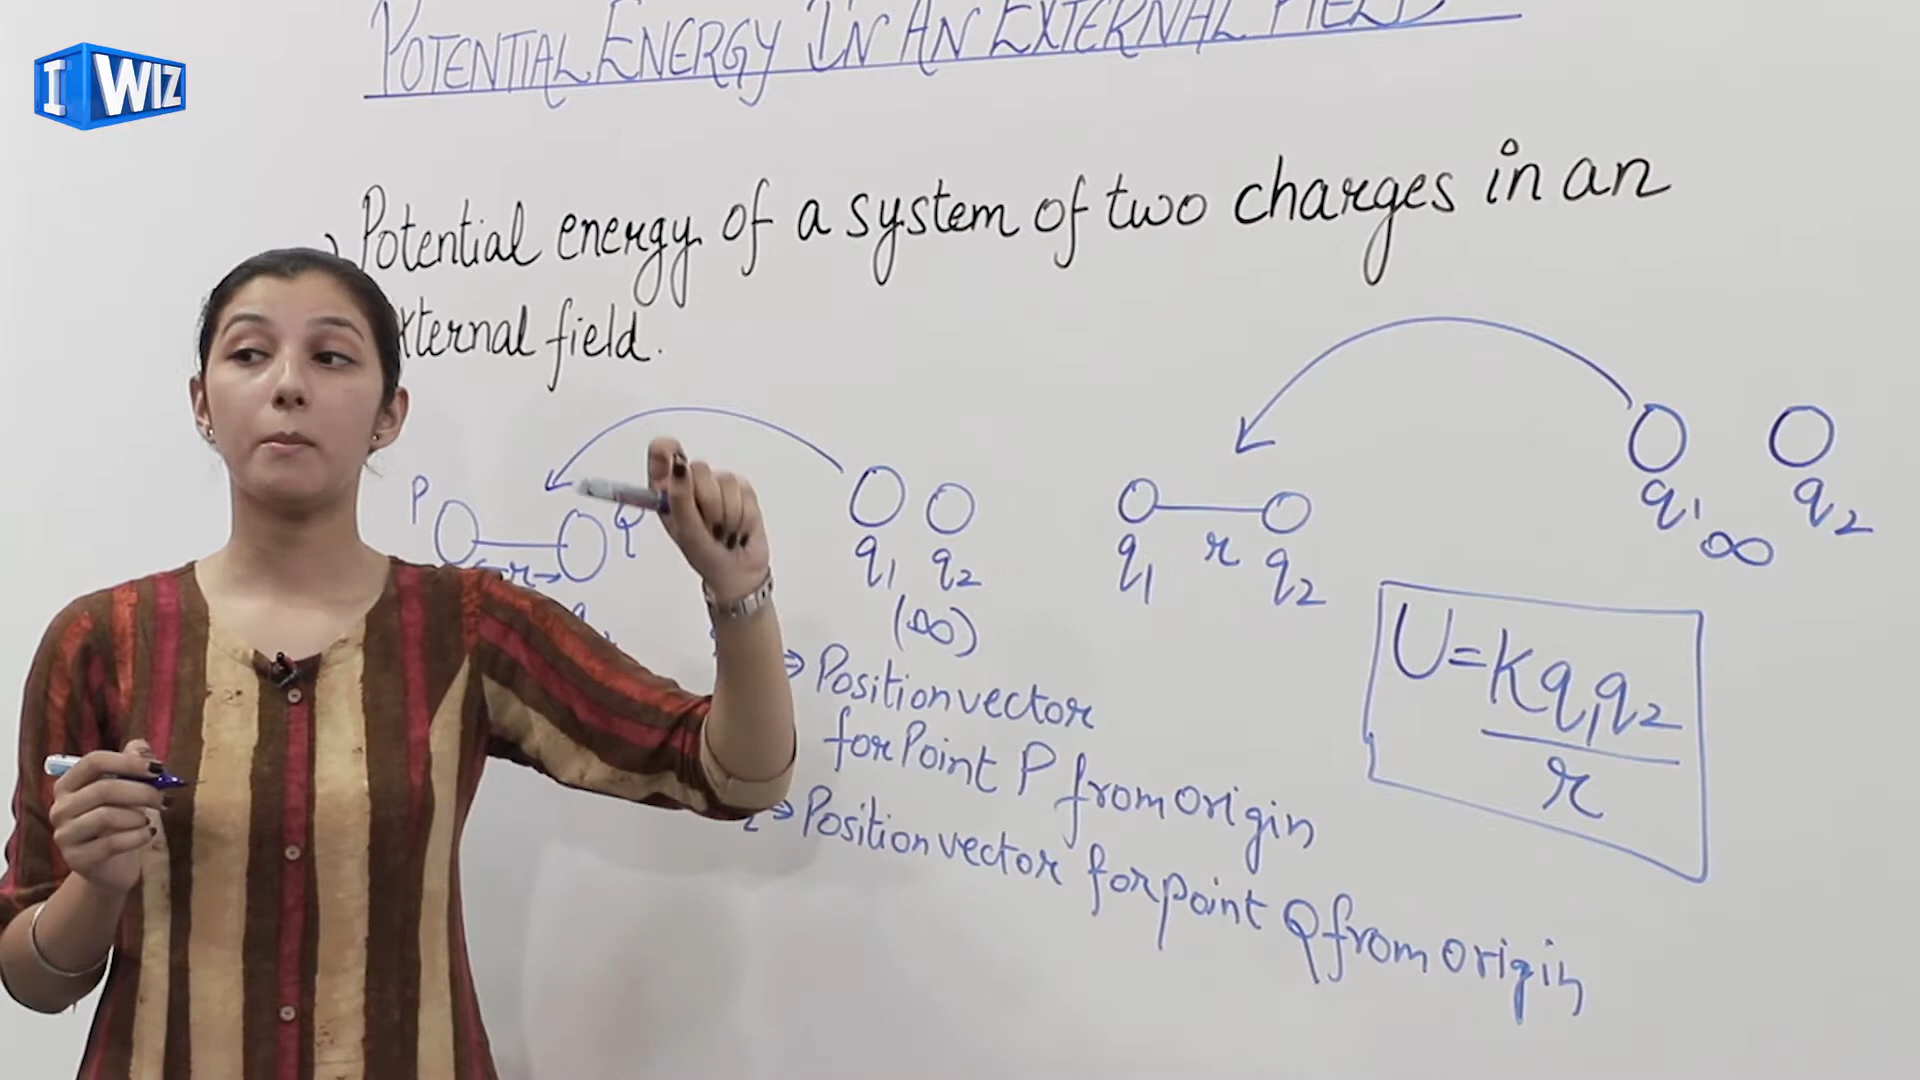 I WIZ
POTENTIAL ENERGY IN AN EXTERNAL FIELD
Potential energy of a system of two charges in an
xternal field.
P
Q
r
q1 q2
(∞)
q1 r q2
q1 q2
∞
U = Kq1q2
r
⇒ Position vector
for Point P from origin
⇒ Position vector for point Q from origin